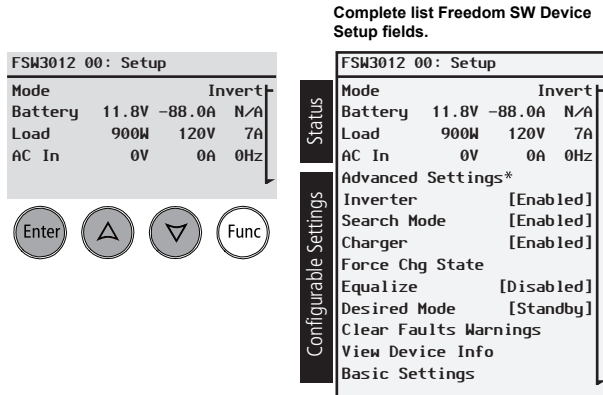 Complete list Freedom SW Device
Setup fields.
FSW3012 00: Setup
Mode Invert
Battery 11.8V -88.0A N/A
Load 900W 120V 7A
AC In 0V 0A 0Hz
Enter
Func
Status
Configurable Settings
FSW3012 00: Setup
Mode Invert
Battery 11.8V -88.0A N/A
Load 900W 120V 7A
AC In 0V 0A 0Hz
Advanced Settings*
Inverter [Enabled]
Search Mode [Enabled]
Charger [Enabled]
Force Chg State
Equalize [Disabled]
Desired Mode [Standby]
Clear Faults Warnings
View Device Info
Basic Settings